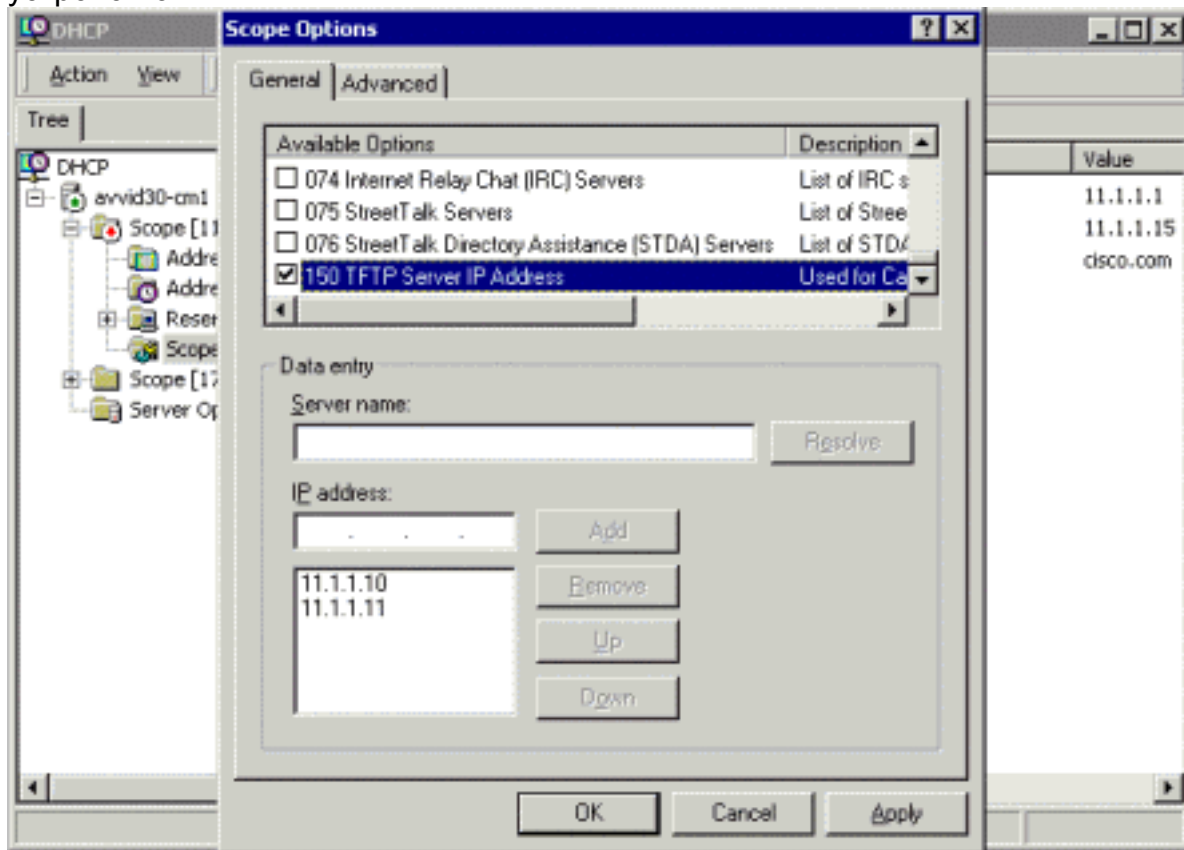 DHCP
Scope Options
Action View
General Advanced
Tree
Available Options Description
Value
DHCP
074 Internet Relay Chat (IRC) Servers List of IRC s
avvid30-cm1
11.1.1.1
075 StreetTalk Servers List of Stree
Scope [11
11.1.1.15
076 StreetTalk Directory Assistance (STDA) Servers List of STDA
Addre
cisco.com
150 TFTP Server IP Address Used for Ca
Addre
Reser
Scope
Scope [17
Server Op
Data entry
Server name:
Resolve
IP address:
. . .
Add
11.1.1.10
11.1.1.11
Remove
Up
Down
OK Cancel Apply